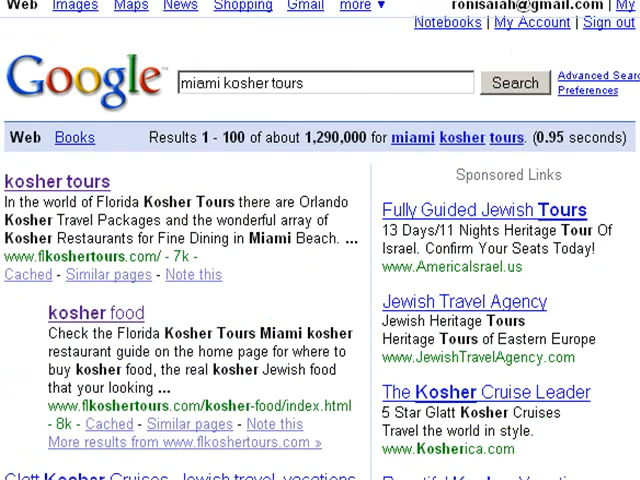 Web Images Maps News Shopping Gmail more ▼ ronisaiah@gmail.com | My
Notebooks | My Account | Sign out
Google™ miami kosher tours Search Advanced Sear
Preferences
Web Books Results 1 - 100 of about 1,290,000 for miami kosher tours. (0.95 seconds)
kosher tours
In the world of Florida Kosher Tours there are Orlando
Kosher Travel Packages and the wonderful array of
Kosher Restaurants for Fine Dining in Miami Beach. ...
www.flkoshertours.com/ - 7k -
Cached - Similar pages - Note this
kosher food
Check the Florida Kosher Tours Miami kosher
restaurant guide on the home page for where to
buy kosher food, the real kosher Jewish food
that your looking ...
www.flkoshertours.com/kosher-food/index.html
- 8k - Cached - Similar pages - Note this
More results from www.flkoshertours.com »
Glatt Kosher Cruises, Jewish travel, vacations
Sponsored Links
Fully Guided Jewish Tours
13 Days/11 Nights Heritage Tour Of
Israel. Confirm Your Seats Today!
www.AmericaIsrael.us
Jewish Travel Agency
Jewish Heritage Tours
Heritage Tours of Eastern Europe
www.JewishTravelAgency.com
The Kosher Cruise Leader
5 Star Glatt Kosher Cruises
Travel the world in style.
www.Kosherica.com